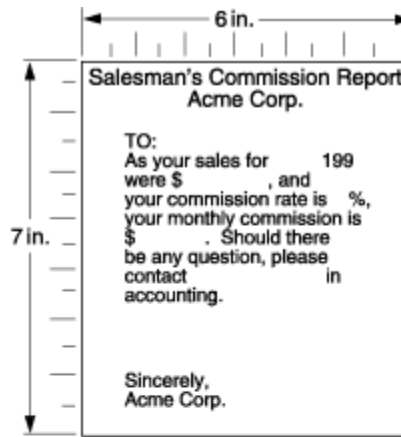 6 in.
Salesman's Commission Report
Acme Corp.
TO:
As your sales for 199
were $ , and
your commission rate is %,
your monthly commission is
7 in.
$ . Should there
be any question, please
contact in
accounting.
Sincerely,
Acme Corp.